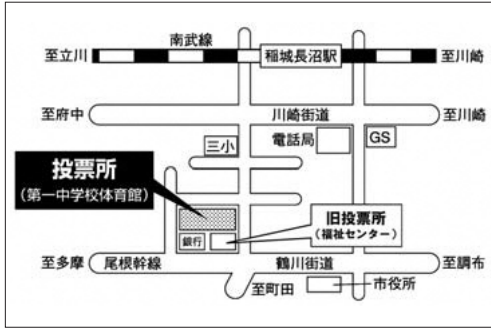 南武線
至立川
稲城長沼駅
至川崎
至府中
川崎街道
至川崎
三小
電話局
GS
投票所
(第一中学校体育館)
旧投票所
(福祉センター)
銀行
至多摩
尾根幹線
鶴川街道
至調布
至町田
市役所